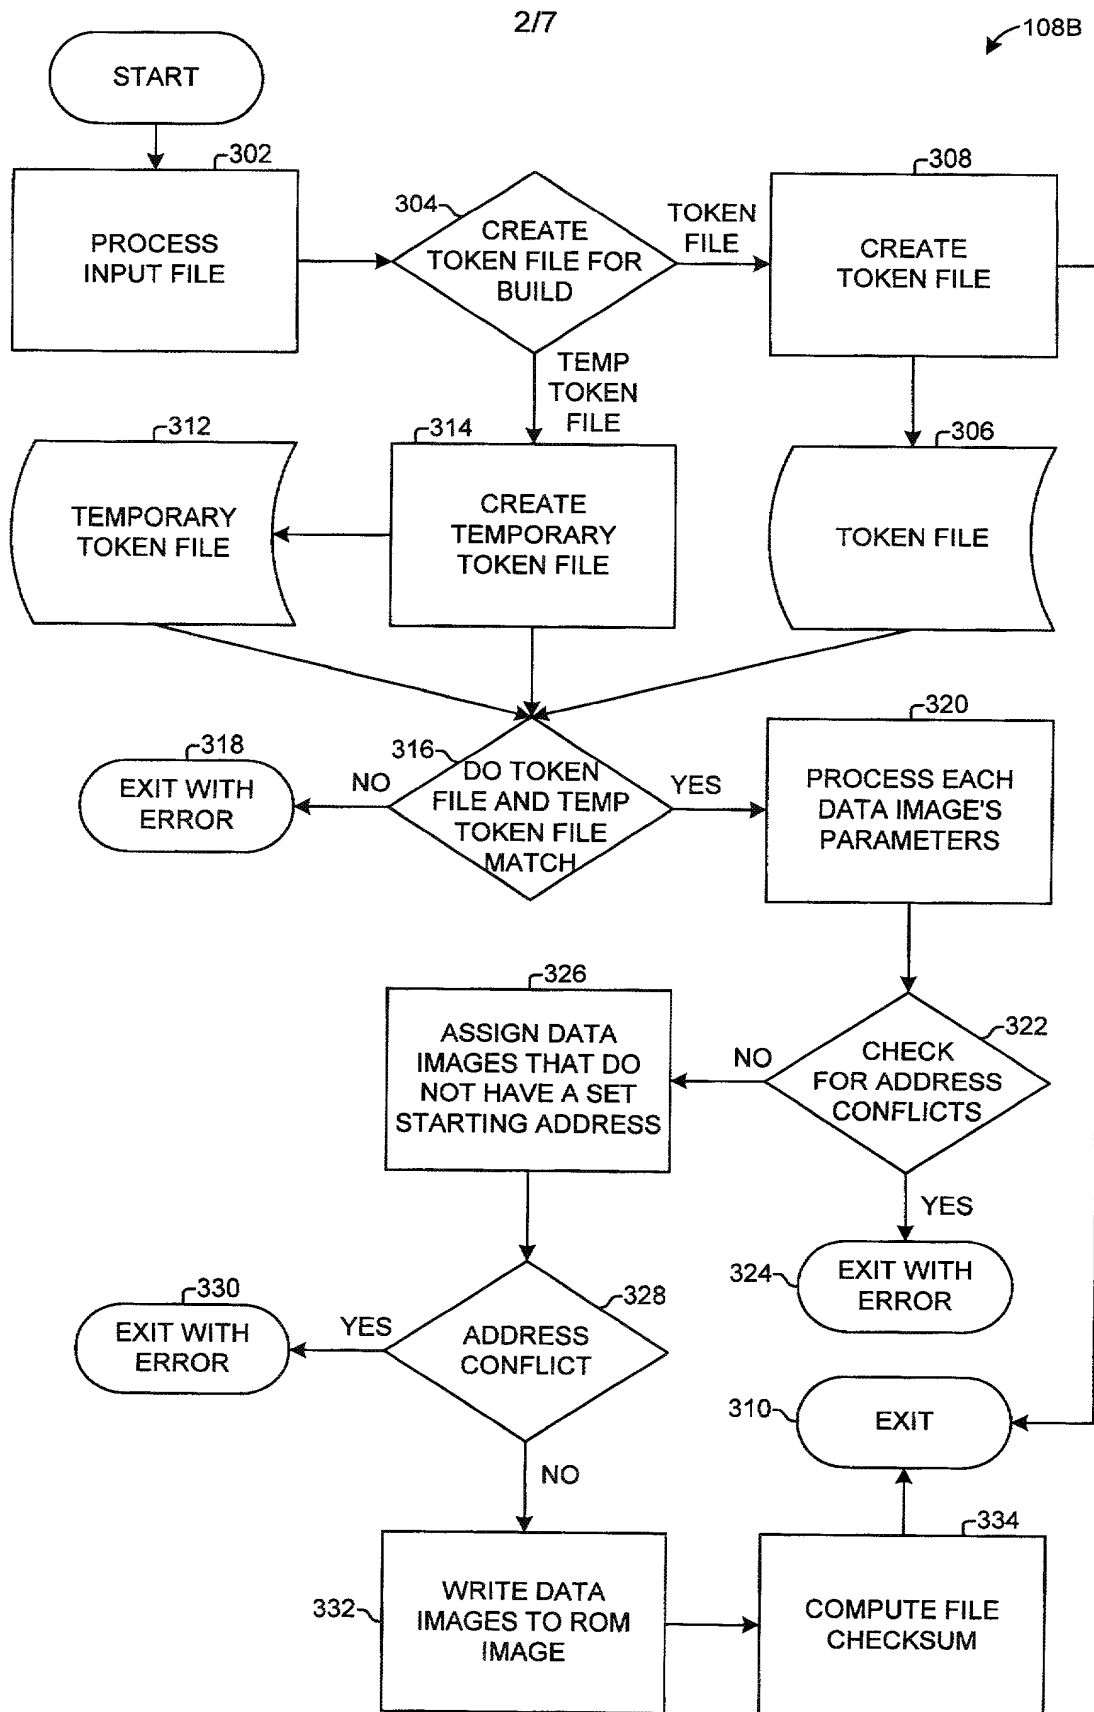 2/7
108B
START
302
PROCESS
INPUT FILE
304
CREATE
TOKEN FILE FOR
BUILD
TOKEN
FILE
308
CREATE
TOKEN FILE
TEMP
TOKEN
FILE
312
TEMPORARY
TOKEN FILE
314
CREATE
TEMPORARY
TOKEN FILE
306
TOKEN FILE
318
EXIT WITH
ERROR
NO
316
DO TOKEN
FILE AND TEMP
TOKEN FILE
MATCH
YES
320
PROCESS EACH
DATA IMAGE'S
PARAMETERS
326
ASSIGN DATA
IMAGES THAT DO
NOT HAVE A SET
STARTING ADDRESS
NO
322
CHECK
FOR ADDRESS
CONFLICTS
YES
324
EXIT WITH
ERROR
330
EXIT WITH
ERROR
YES
328
ADDRESS
CONFLICT
310
EXIT
NO
332
WRITE DATA
IMAGES TO ROM
IMAGE
334
COMPUTE FILE
CHECKSUM